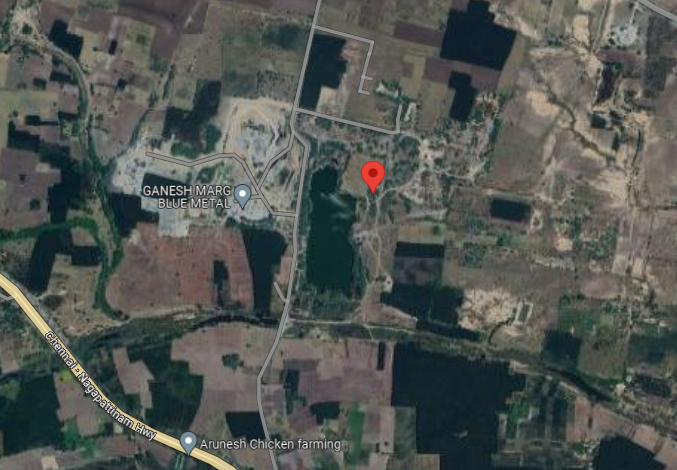 GANESH MARG
BLUE METAL
Chennai - Nagapattinam Hwy
Arunesh Chicken farming